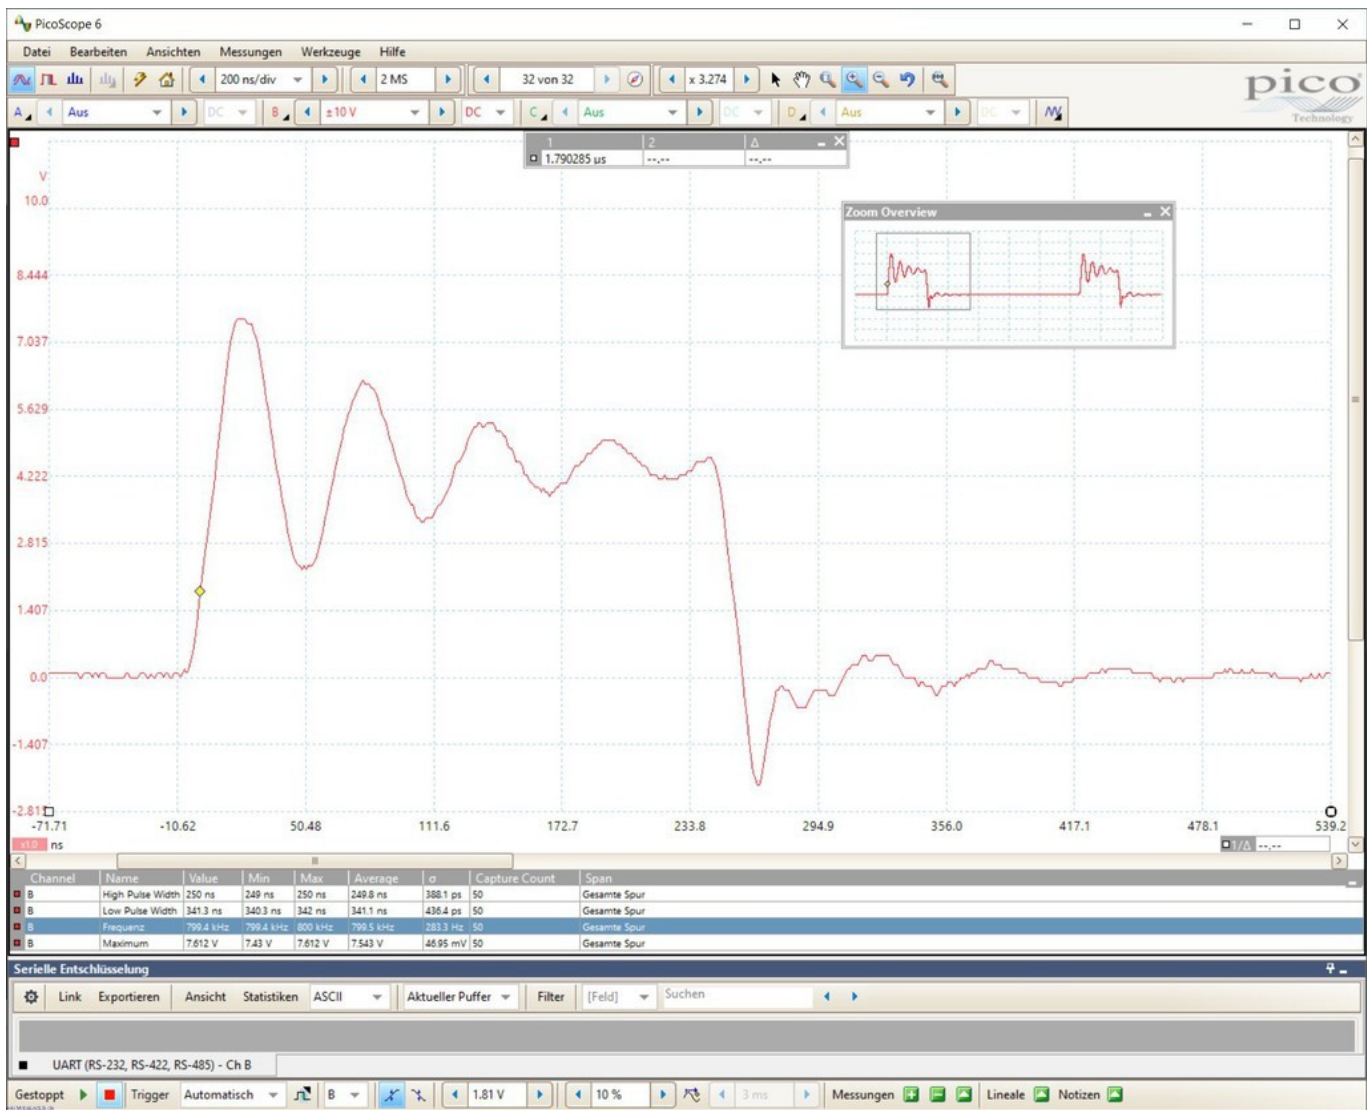 PicoScope 6
Datei Bearbeiten Ansichten Messungen Werkzeuge Hilfe
200 ns/div 2 MS 32 von 32 x 3.274
pico
Technology
A Aus DC B ±10 V DC C Aus DC D Aus DC
1 2 Δ
1.790285 µs --.-- --.--
V
10.0
8.444
7.037
5.629
4.222
2.815
1.407
0.0
-1.407
-2.815
Zoom Overview
-71.71 -10.62 50.48 111.6 172.7 233.8 294.9 356.0 417.1 478.1 539.2
x1.0 ns
1/Δ --.--
Channel Name Value Min Max Average σ Capture Count Span
B High Pulse Width 250 ns 249 ns 250 ns 249.8 ns 388.1 ps 50 Gesamte Spur
B Low Pulse Width 341.3 ns 340.3 ns 342 ns 341.1 ns 436.4 ps 50 Gesamte Spur
B Frequenz 799.4 kHz 799.4 kHz 800 kHz 799.5 kHz 283.3 Hz 50 Gesamte Spur
B Maximum 7.612 V 7.43 V 7.612 V 7.543 V 46.95 mV 50 Gesamte Spur
Serielle Entschlüsselung
Link Exportieren Ansicht Statistiken ASCII Aktueller Puffer Filter [Feld] Suchen
UART (RS-232, RS-422, RS-485) - Ch B
Gestoppt Trigger Automatisch B 1.81 V 10 % 3 ms Messungen Lineale Notizen